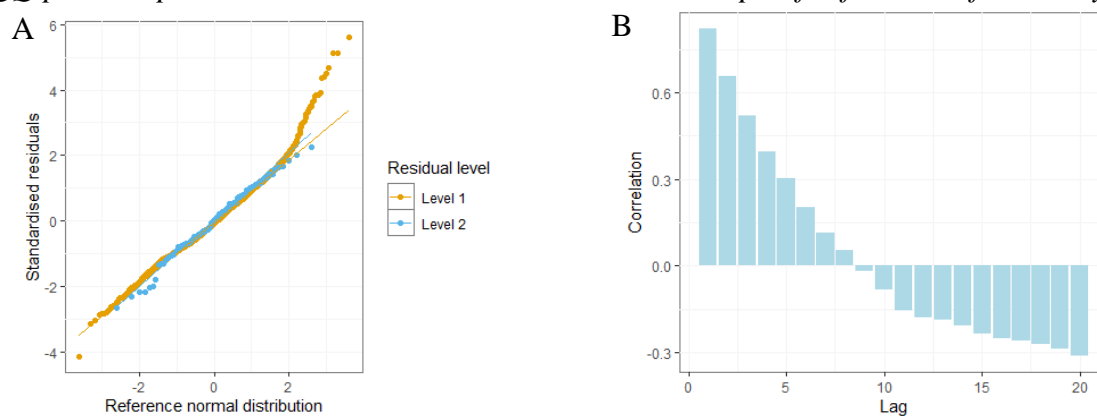 A
6
4
2
0
-2
-4
-2
0
2
Standardised residuals
Reference normal distribution
Residual level
Level 1
Level 2
B
0.6
0.3
0.0
-0.3
0
5
10
15
20
Correlation
Lag